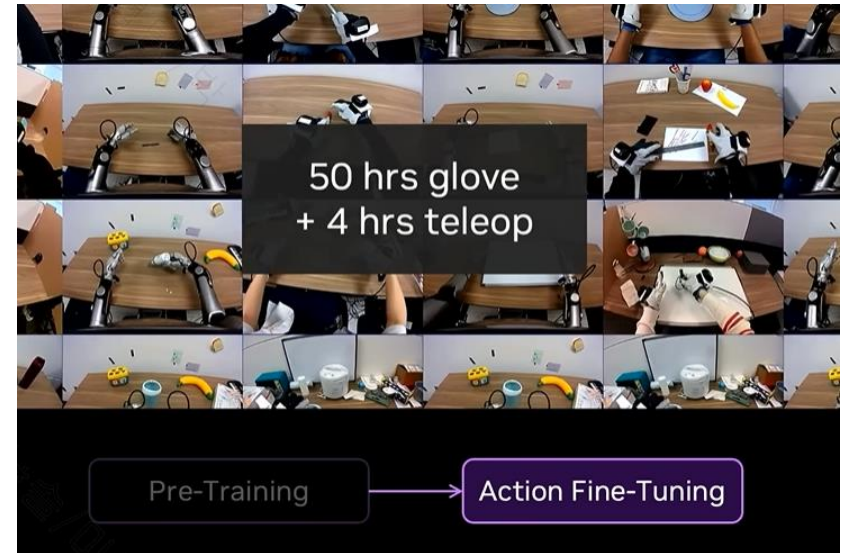 50 hrs glove
+ 4 hrs teleop
Pre-Training
Action Fine-Tuning